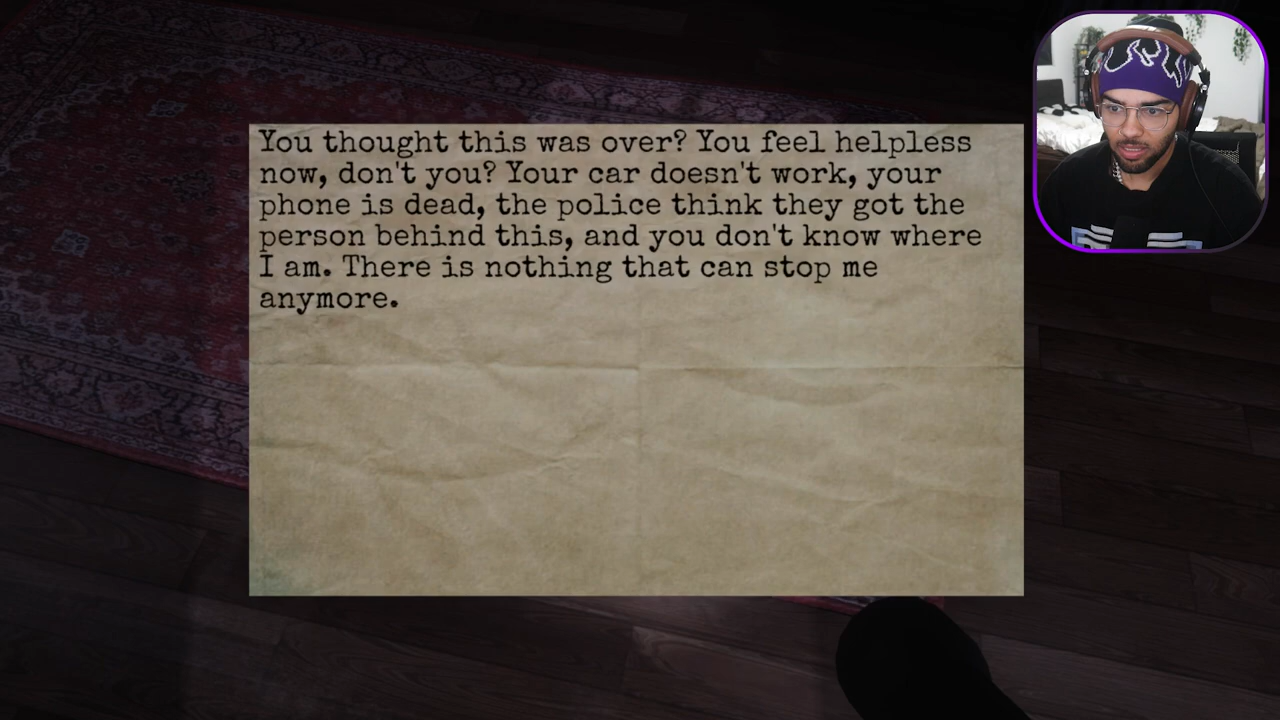 You thought this was over? You feel helpless
now, don't you? Your car doesn't work, your
phone is dead, the police think they got the
person behind this, and you don't know where
I am. There is nothing that can stop me
anymore.